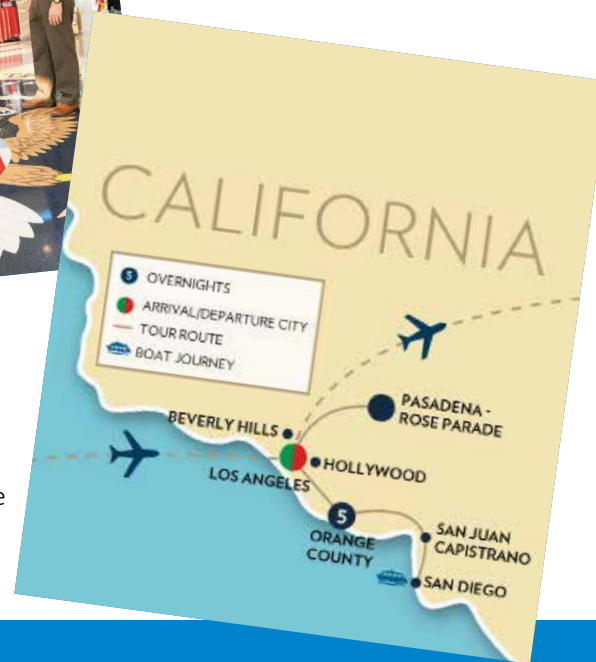 CALIFORNIA
5 OVERNIGHTS
ARRIVAL/DEPARTURE CITY
TOUR ROUTE
BOAT JOURNEY
PASADENA -
ROSE PARADE
BEVERLY HILLS
HOLLYWOOD
LOS ANGELES
5
ORANGE
COUNTY
SAN JUAN
CAPISTRANO
SAN DIEGO
e